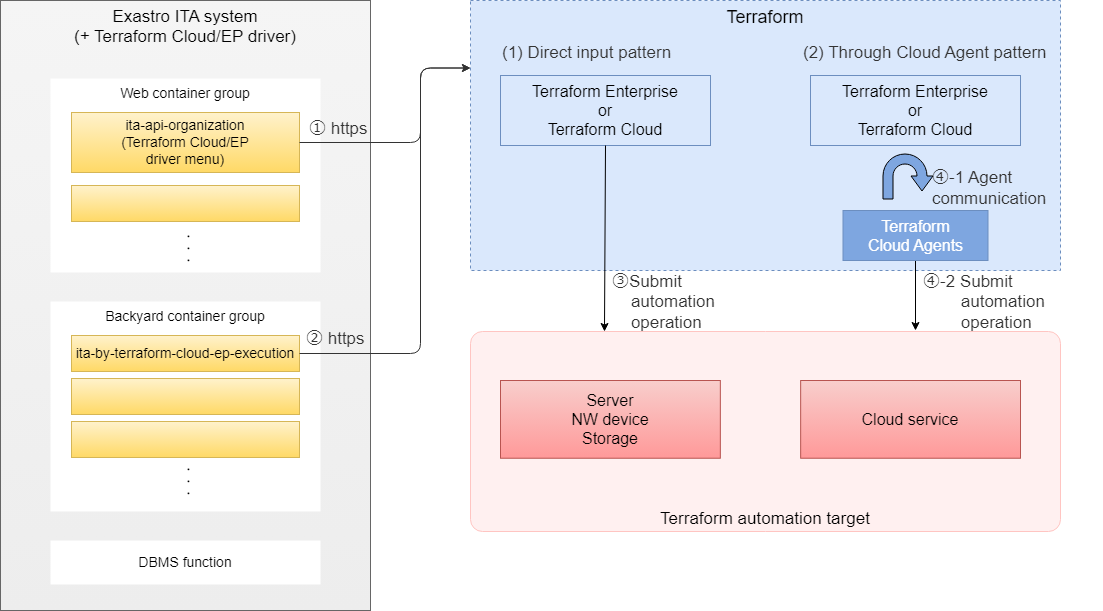 Exastro ITA system
(+ Terraform Cloud/EP driver)
Web container group
ita-api-organization
(Terraform Cloud/EP
driver menu)
① https
Backyard container group
② https
ita-by-terraform-cloud-ep-execution
DBMS function
Terraform
(1) Direct input pattern
Terraform Enterprise
or
Terraform Cloud
(2) Through Cloud Agent pattern
Terraform Enterprise
or
Terraform Cloud
④-1 Agent
communication
Terraform
Cloud Agents
③Submit
automation
operation
④-2 Submit
automation
operation
Server
NW device
Storage
Cloud service
Terraform automation target